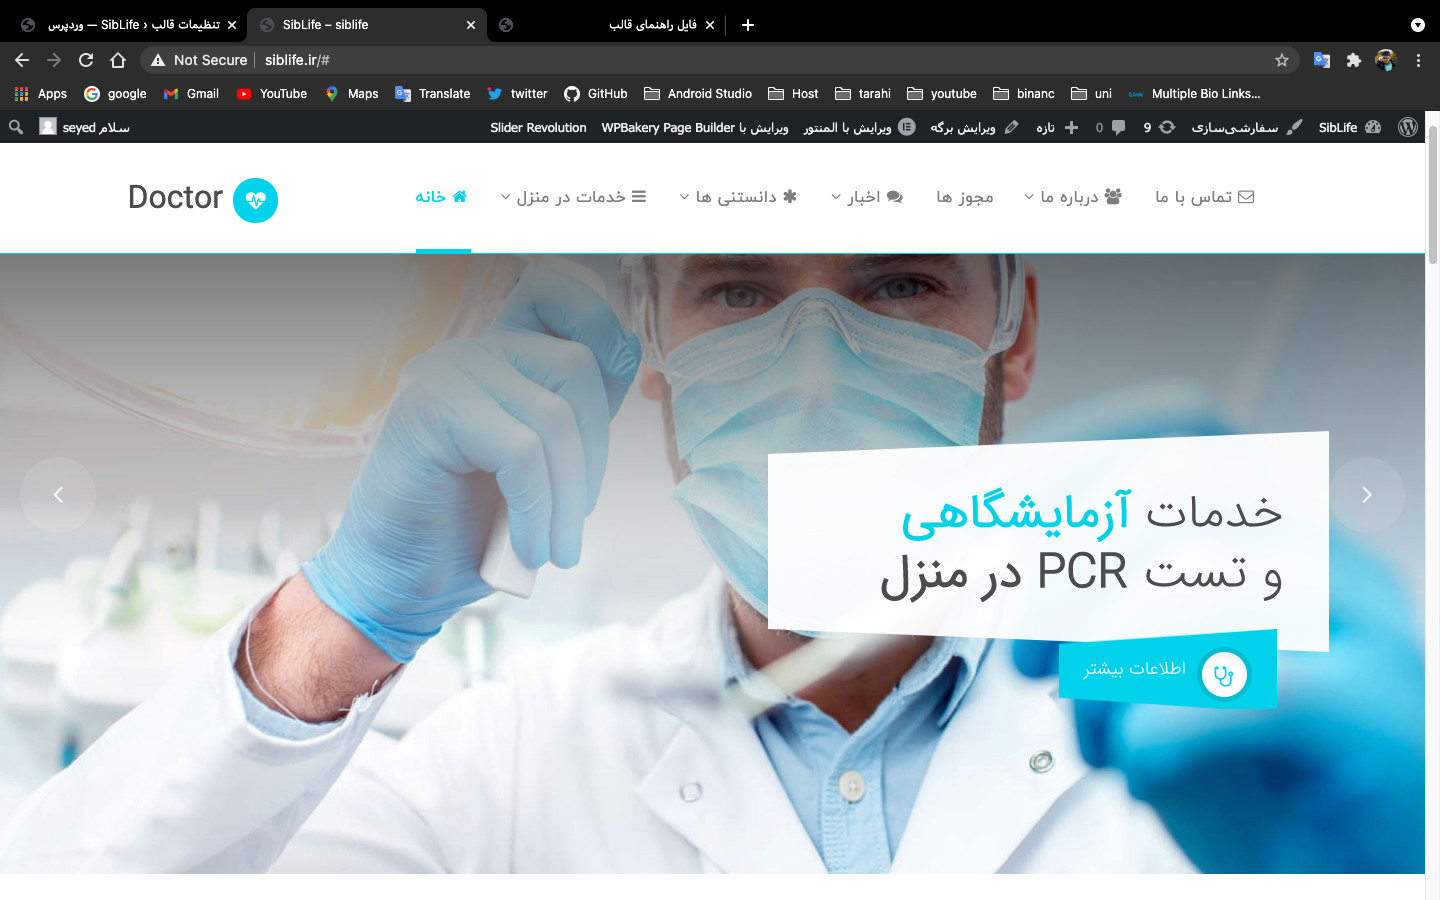 تنظیمات قالب ‹ SibLife — وردپرس
SibLife – siblife
فایل راهنمای قالب
Not Secure
siblife.ir/#
Apps
google
Gmail
YouTube
Maps
Translate
twitter
GitHub
Android Studio
Host
tarahi
youtube
binanc
uni
Multiple Bio Links...
SibLife
سفارشی‌سازی
9
0
تازه
ویرایش برگه
ویرایش با المنتور
ویرایش با WPBakery Page Builder
Slider Revolution
سلام seyed
Doctor
خانه
خدمات در منزل
دانستنی ها
اخبار
مجوز ها
درباره ما
تماس با ما
خدمات آزمایشگاهی
و تست PCR در منزل
اطلاعات بیشتر